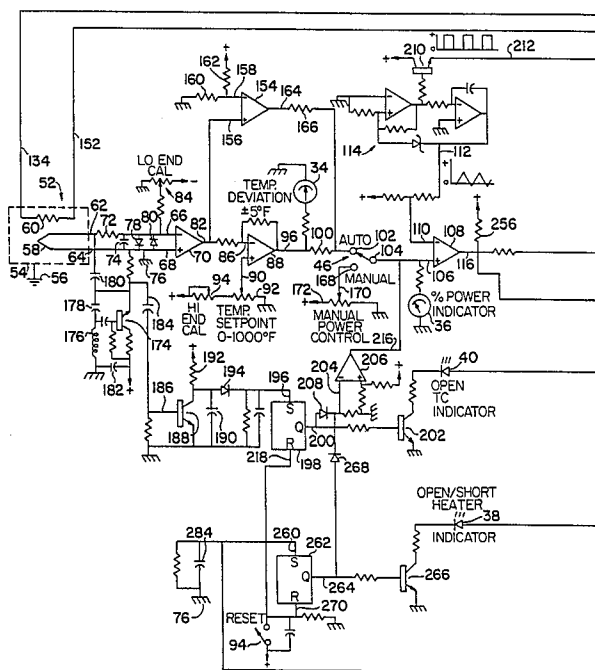 210
212
162
160
158
154
164
156
166
114
112
152
134
LO END
CAL
84
34
TEMP.
DEVIATION
±5°F
52
60
62
72
78
80
66
82
58
64
74
68
70
76
86
88
96
100
AUTO
102
104
46
110
108
106
116
256
54
56
180
90
94
92
HI
END
CAL
TEMP.
SETPOINT
0-1000°F
168
MANUAL
170
172
MANUAL
POWER
CONTROL
216
% POWER
INDICATOR
36
178
184
174
176
182
192
194
206
204
208
40
OPEN
TC
INDICATOR
186
188
190
196
S
Q
R
198
200
202
218
268
OPEN/SHORT
HEATER
38
INDICATOR
284
260
262
S
Q
R
264
266
270
76
RESET
94